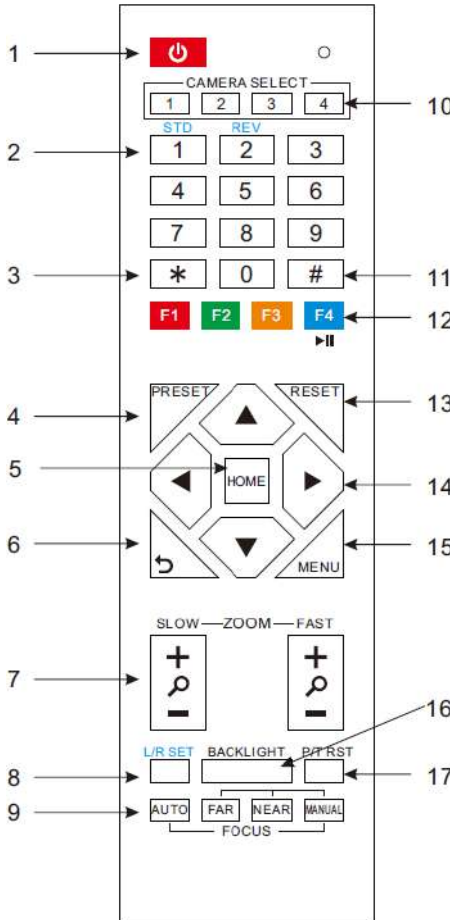 1
CAMERA SELECT
1 2 3 4
10
STD REV
2
1 2 3
4 5 6
7 8 9
3
* 0 #
11
F1 F2 F3 F4
12
PRESET RESET
4
13
5
HOME
14
6
MENU
15
SLOW ZOOM FAST
+ +
7
- -
16
L/R SET BACKLIGHT P/T RST
8
17
9
AUTO FAR NEAR MANUAL
FOCUS